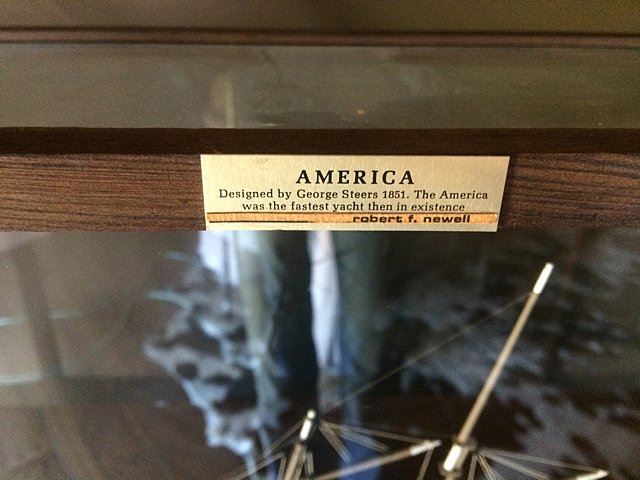 AMERICA
Designed by George Steers 1851. The America
was the fastest yacht then in existence
robert f. newell